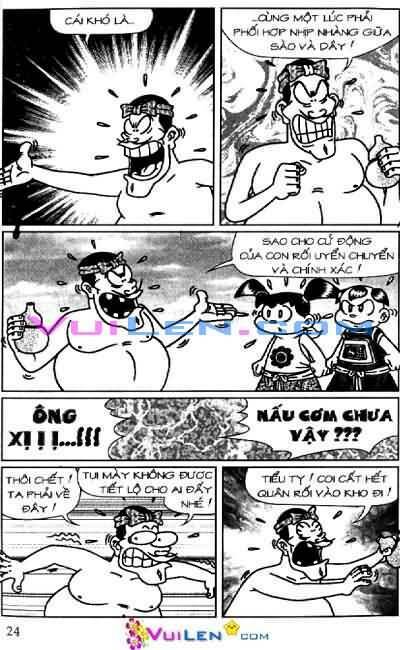 CÁI KHÓ LÀ...
...CÙNG MỘT LÚC PHẢI
PHỐI HỢP NHỊP NHÀNG GIỮA
SÀO VÀ DÂY !
SAO CHO CỬ ĐỘNG
CỦA CON RỐI UYỂN CHUYỂN
VÀ CHÍNH XÁC !
VUILEN.COM
ÔNG
XỊ Ị Ị...!!!
NẤU CƠM CHƯA
VẬY ???
THÔI CHẾT !
TA PHẢI VỀ
ĐÂY !
TỤI MÀY KHÔNG ĐƯỢC
TIẾT LỘ CHO AI ĐẤY
NHÉ !
TIỂU TỴ ! COI CẤT HẾT
QUÂN RỐI VÀO KHO ĐI !
24
VUILEN.COM